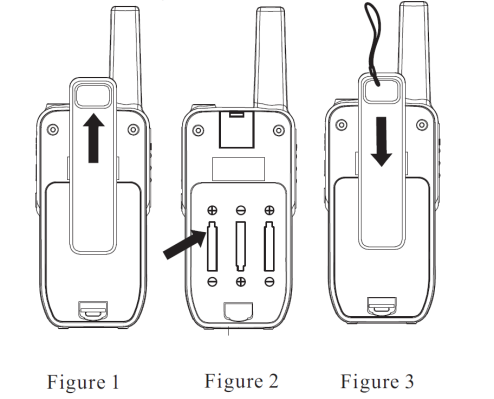 ⊕ ⊖ ⊕
⊖ ⊕ ⊖
Figure 1
Figure 2
Figure 3